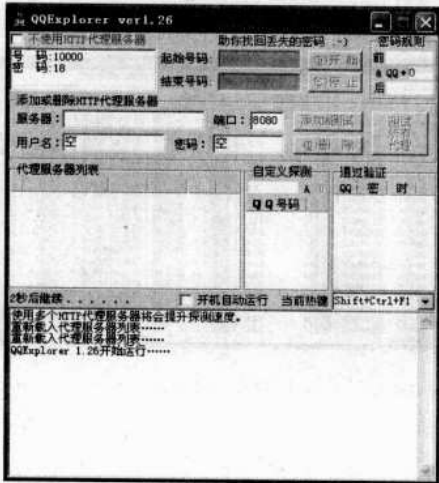 QQExplorer ver1.26
不使用HTTP代理服务器
助你找回丢失的密码 :-)
密码规则
号 码:10000
密 码:18
起始号码:
开 始
前
a QQ+0
后
结束号码:
停 止
添加或删除HTTP代理服务器
服务器:
端口: 8080
添加&测试
测试所有代理
用户名: 空
密码: 空
删 除
代理服务器列表
自定义探测
通过验证
A
QQ 密 时
QQ号码
2秒后继续......
开机自动运行
当前热键 Shift+Ctrl+F1
使用多个HTTP代理服务器将会提升探测速度。
重新载入代理服务器列表……
重新载入代理服务器列表……
QQExplorer 1.26开始运行……